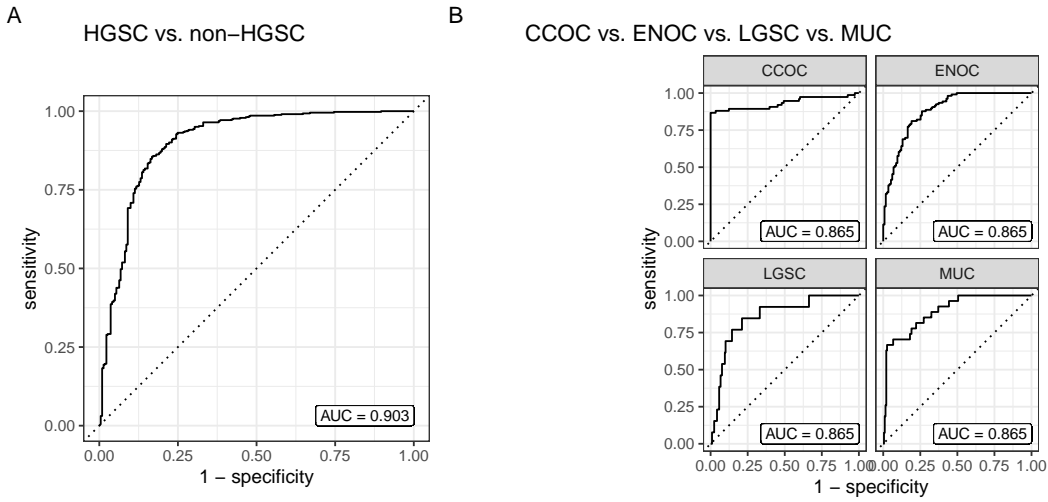 A
HGSC vs. non−HGSC
1.00
0.75
0.50
0.25
0.00
sensitivity
AUC = 0.903
0.00 0.25 0.50 0.75 1.00
1 − specificity
B
CCOC vs. ENOC vs. LGSC vs. MUC
CCOC
ENOC
1.00
0.75
0.50
0.25
0.00
AUC = 0.865
AUC = 0.865
sensitivity
LGSC
MUC
1.00
0.75
0.50
0.25
0.00
AUC = 0.865
AUC = 0.865
0.00 0.25 0.50 0.75 1.00
0.00 0.25 0.50 0.75 1.00
1 − specificity